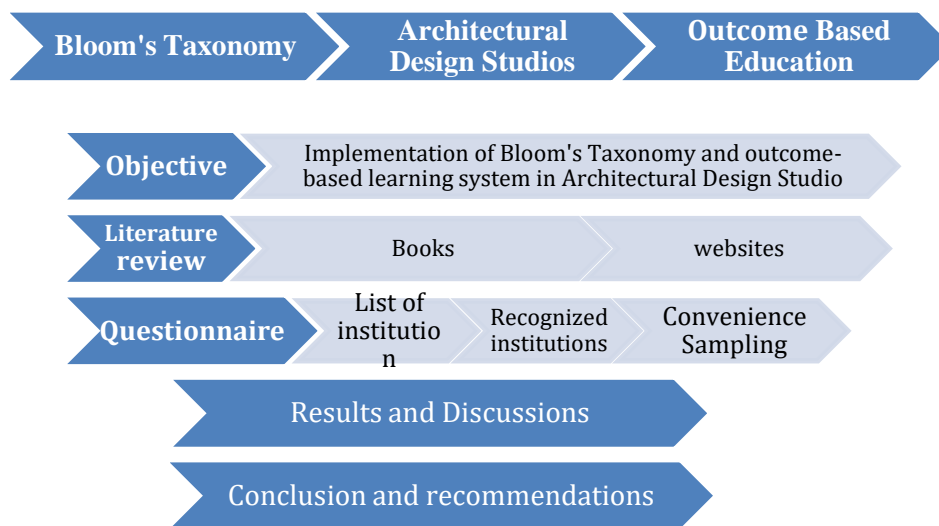 Bloom's Taxonomy
Architectural
Design Studios
Outcome Based
Education
Objective
Implementation of Bloom's Taxonomy and outcome-
based learning system in Architectural Design Studio
Literature
review
Books
websites
Questionnaire
List of
institutio
n
Recognized
institutions
Convenience
Sampling
Results and Discussions
Conclusion and recommendations